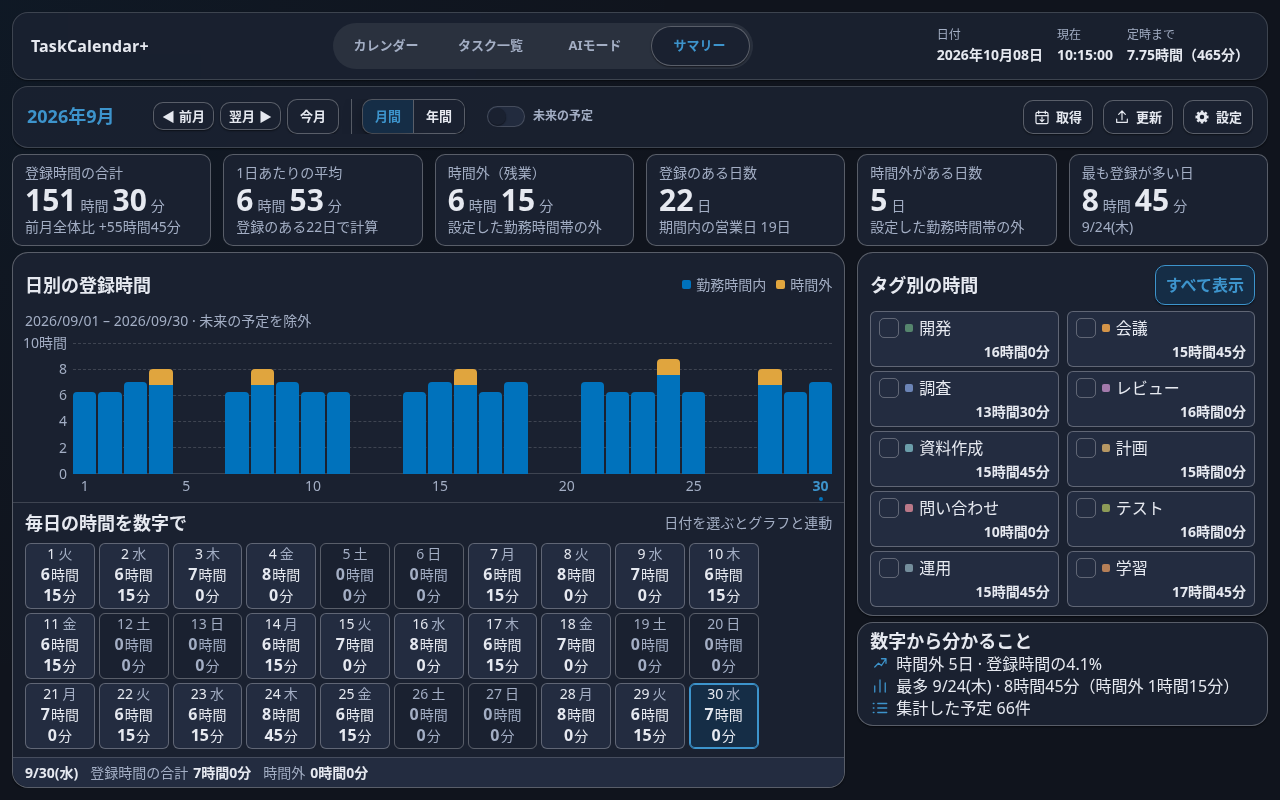 TaskCalendar+
カレンダー タスク一覧 AIモード サマリー
日付 現在 定時まで
2026年10月08日 10:15:00 7.75時間（465分）
2026年9月 ◀ 前月 翌月 ▶ 今月 月間 年間 未来の予定 取得 更新 設定
登録時間の合計
151 時間 30 分
前月全体比 +55時間45分
1日あたりの平均
6 時間 53 分
登録のある22日で計算
時間外（残業）
6 時間 15 分
設定した勤務時間帯の外
登録のある日数
22 日
期間内の営業日 19日
時間外がある日数
5 日
設定した勤務時間帯の外
最も登録が多い日
8 時間 45 分
9/24(木)
日別の登録時間 勤務時間内 時間外
2026/09/01 – 2026/09/30 · 未来の予定を除外
10時間
8
6
4
2
0
1 5 10 15 20 25 30
毎日の時間を数字で 日付を選ぶとグラフと連動
1 火 2 水 3 木 4 金 5 土 6 日 7 月 8 火 9 水 10 木
6時間 6時間 7時間 8時間 0時間 0時間 6時間 8時間 7時間 6時間
15分 15分 0分 0分 0分 0分 15分 0分 0分 15分
11 金 12 土 13 日 14 月 15 火 16 水 17 木 18 金 19 土 20 日
6時間 0時間 0時間 6時間 7時間 8時間 6時間 7時間 0時間 0時間
15分 0分 0分 15分 0分 0分 15分 0分 0分 0分
21 月 22 火 23 水 24 木 25 金 26 土 27 日 28 月 29 火 30 水
7時間 6時間 6時間 8時間 6時間 0時間 0時間 8時間 6時間 7時間
0分 15分 15分 45分 15分 0分 0分 0分 15分 0分
9/30(水) 登録時間の合計 7時間0分 時間外 0時間0分
タグ別の時間 すべて表示
開発 会議
16時間0分 15時間45分
調査 レビュー
13時間30分 16時間0分
資料作成 計画
15時間45分 15時間0分
問い合わせ テスト
10時間0分 16時間0分
運用 学習
15時間45分 17時間45分
数字から分かること
時間外 5日 · 登録時間の4.1%
最多 9/24(木) · 8時間45分（時間外 1時間15分）
集計した予定 66件